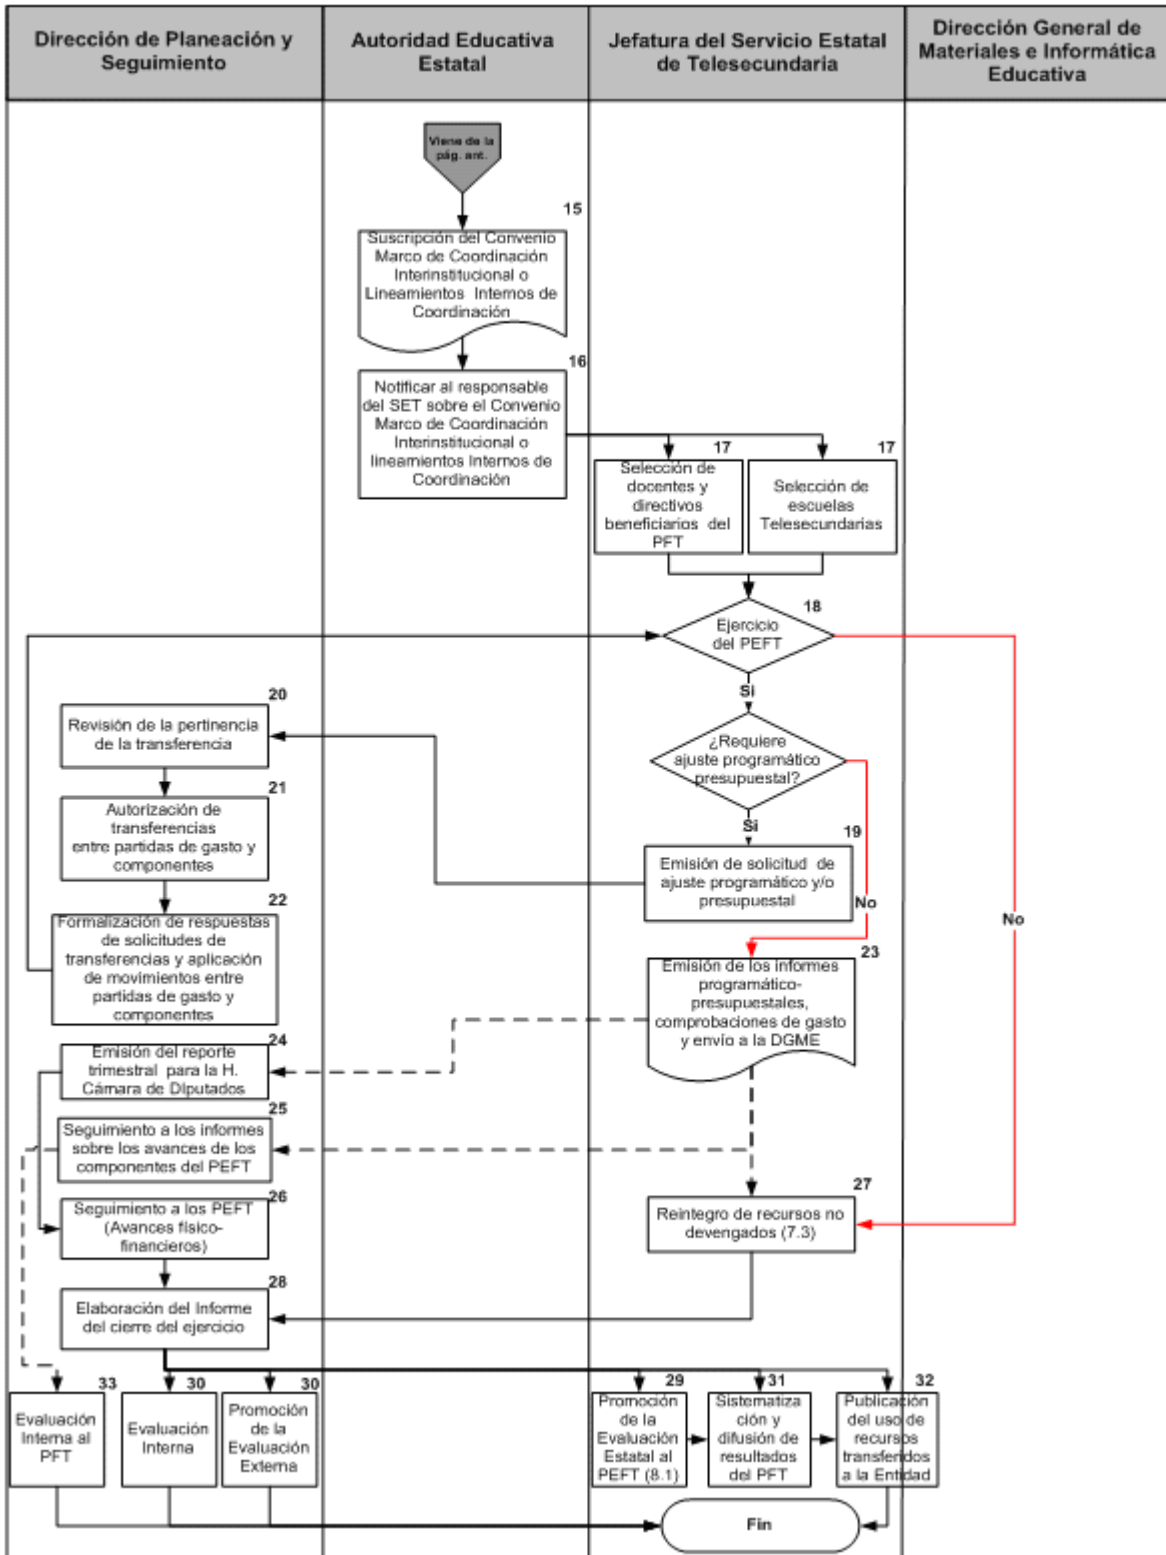 Dirección de Planeación y
Seguimiento
Autoridad Educativa
Estatal
Jefatura del Servicio Estatal
de Telesecundaria
Dirección General de
Materiales e Informática
Educativa
Viene de la
pág. ant.
15
Suscripción del Convenio
Marco de Coordinación
Interinstitucional o
Lineamientos Internos de
Coordinación
16
Notificar al responsable
del SET sobre el Convenio
Marco de Coordinación
Interinstitucional o
lineamientos Internos de
Coordinación
17
Selección de
docentes y
directivos
beneficiarios del
PFT
17
Selección de
escuelas
Telesecundarias
18
Ejercicio
del PEFT
Si
20
Revisión de la pertinencia
de la transferencia
¿Requiere
ajuste programático
presupuestal?
21
Autorización de
transferencias
entre partidas de gasto y
componentes
Si
19
Emisión de solicitud de
ajuste programático y/o
presupuestal
No
No
22
Formalización de respuestas
de solicitudes de
transferencias y aplicación
de movimientos entre
partidas de gasto y
componentes
23
Emisión de los informes
programático-
presupuestales,
comprobaciones de gasto
y envío a la DGME
24
Emisión del reporte
trimestral para la H.
Cámara de Diputados
25
Seguimiento a los informes
sobre los avances de los
componentes del PEFT
26
Seguimiento a los PEFT
(Avances físico-
financieros)
27
Reintegro de recursos no
devengados (7.3)
28
Elaboración del Informe
del cierre del ejercicio
33
Evaluación
Interna al
PFT
30
Evaluación
Interna
30
Promoción
de la
Evaluación
Externa
29
Promoción
de la
Evaluación
Estatal al
PEFT (8.1)
31
Sistematiza
ción y
difusión de
resultados
del PFT
32
Publicación
del uso de
recursos
transferidos
a la Entidad
Fin